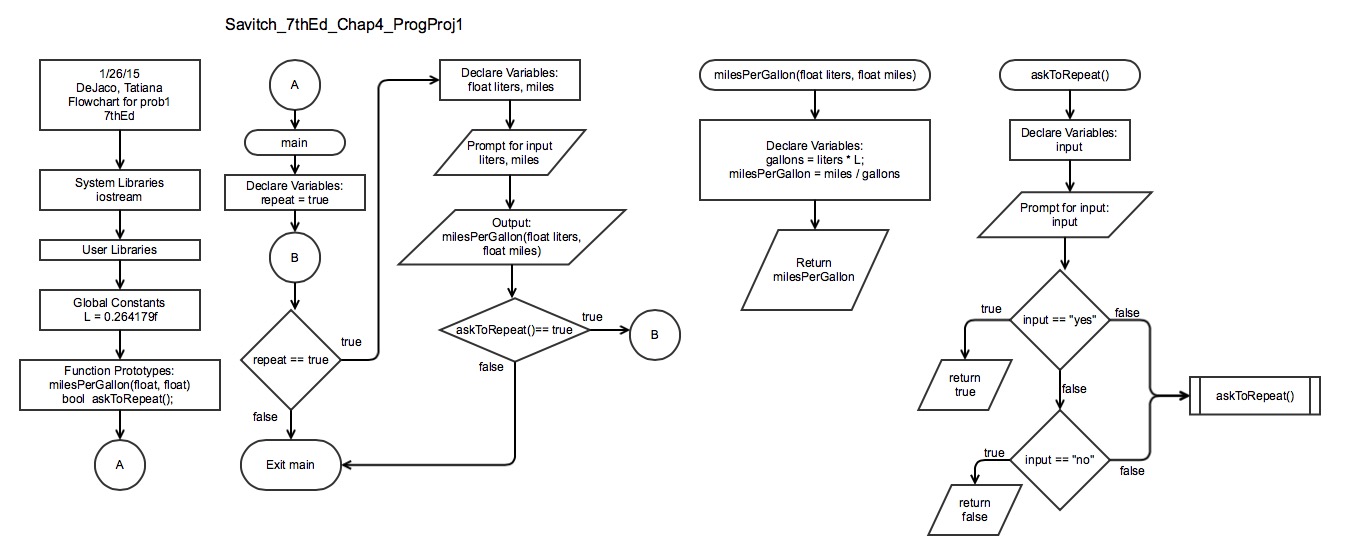 Savitch_7thEd_Chap4_ProgProj1
1/26/15
DeJaco, Tatiana
Flowchart for prob1
7thEd
System Libraries
iostream
User Libraries
Global Constants
L = 0.264179f
Function Prototypes:
milesPerGallon(float, float)
bool askToRepeat();
A
A
main
Declare Variables:
repeat = true
B
repeat == true
true
false
Exit main
Declare Variables:
float liters, miles
Prompt for input
liters, miles
Output:
milesPerGallon(float liters,
float miles)
askToRepeat()== true
true
false
B
milesPerGallon(float liters, float miles)
Declare Variables:
gallons = liters * L;
milesPerGallon = miles / gallons
Return
milesPerGallon
askToRepeat()
Declare Variables:
input
Prompt for input:
input
input == "yes"
true
false
return
true
false
askToRepeat()
input == "no"
true
false
return
false